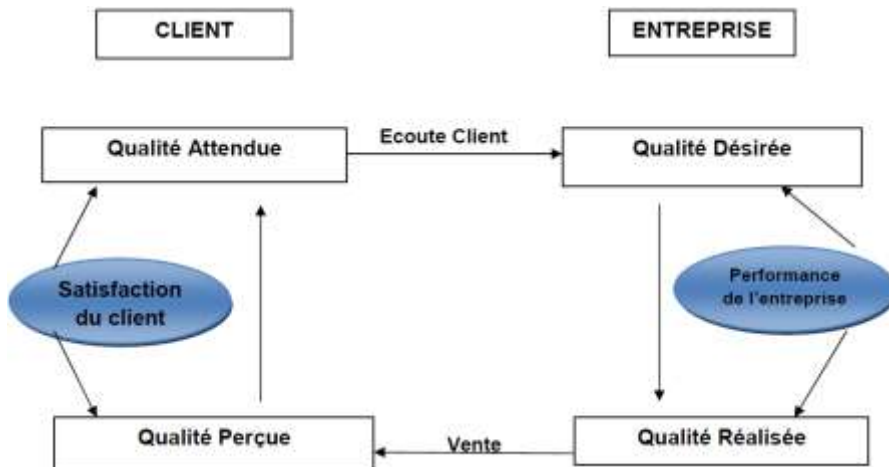 CLIENT
ENTREPRISE
Qualité Attendue
Ecoute Client
Qualité Désirée
Satisfaction
du client
Performance
de l'entreprise
Qualité Perçue
Vente
Qualité Réalisée